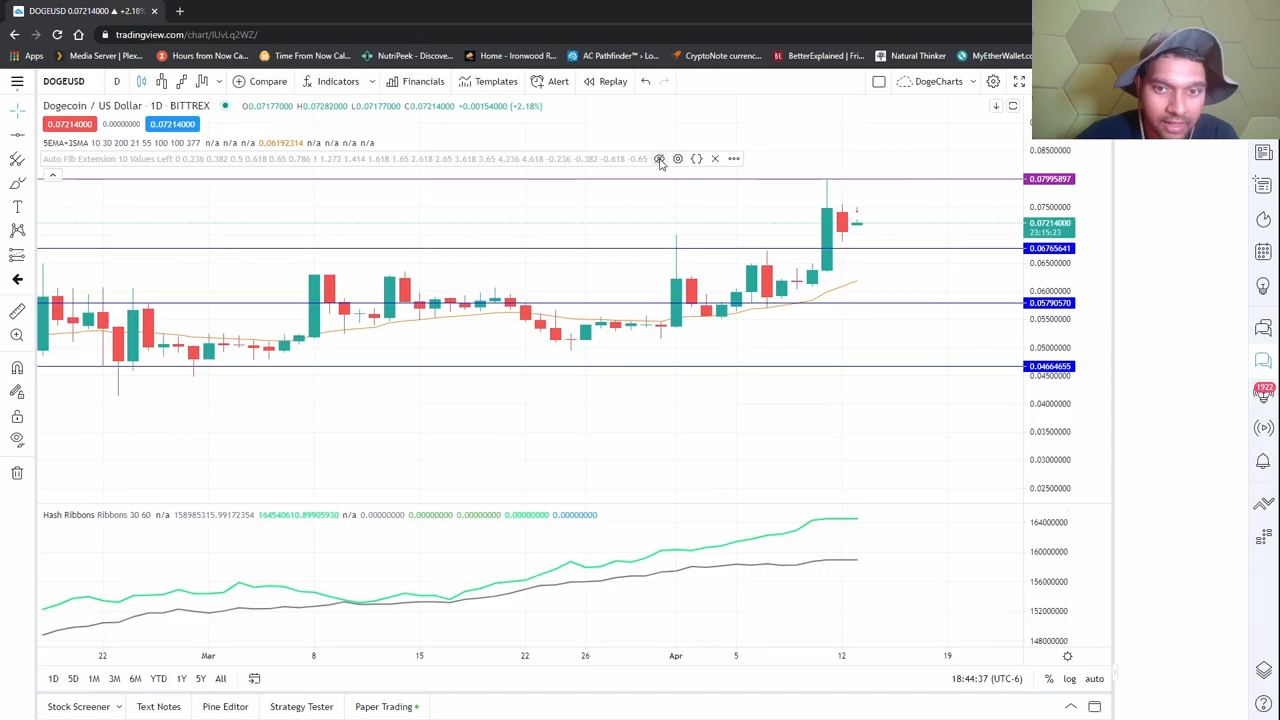 DOGEUSD 0.07214000 ▲ +2.18%
tradingview.com/chart/IUvLq2WZ/
Apps Media Server | Plex... Hours from Now Cal... Time From Now Cal... NutriPeek - Discove... Home - Ironwood R... AC Pathfinder™ › Lo... CryptoNote currenc... BetterExplained | Fri... Natural Thinker MyEtherWallet.co
DOGEUSD D Compare Indicators Financials Templates Alert Replay DogeCharts
Dogecoin / US Dollar · 1D · BITTREX O0.07177000 H0.07282000 L0.07177000 C0.07214000 +0.00154000 (+2.18%)
0.07214000 0.00000000 0.07214000
5EMA+3SMA 10 30 200 21 55 100 100 377 n/a n/a n/a 0.06192314 n/a n/a n/a n/a
Auto Fib Extension 10 Values Left 0 0.236 0.382 0.5 0.618 0.65 0.786 1 1.272 1.414 1.618 1.65 2.618 2.65 3.618 3.65 4.236 4.618 -0.236 -0.382 -0.618 -0.65
0.08500000
0.07995897
0.07500000
0.07214000
23:15:23
0.06765641
0.06500000
0.06000000
0.05790570
0.05500000
0.05000000
0.04664655
0.04500000
0.04000000
0.03500000
0.03000000
0.02500000
1922
Hash Ribbons Ribbons 30 60 n/a 158985315.99172354 164540610.89905930 n/a 0.00000000 0.00000000 0.00000000 0.00000000 0.00000000
164000000
160000000
156000000
152000000
148000000
22 Mar 8 15 22 26 Apr 5 12 19
1D 5D 1M 3M 6M YTD 1Y 5Y All 18:44:37 (UTC-6) % log auto
Stock Screener Text Notes Pine Editor Strategy Tester Paper Trading